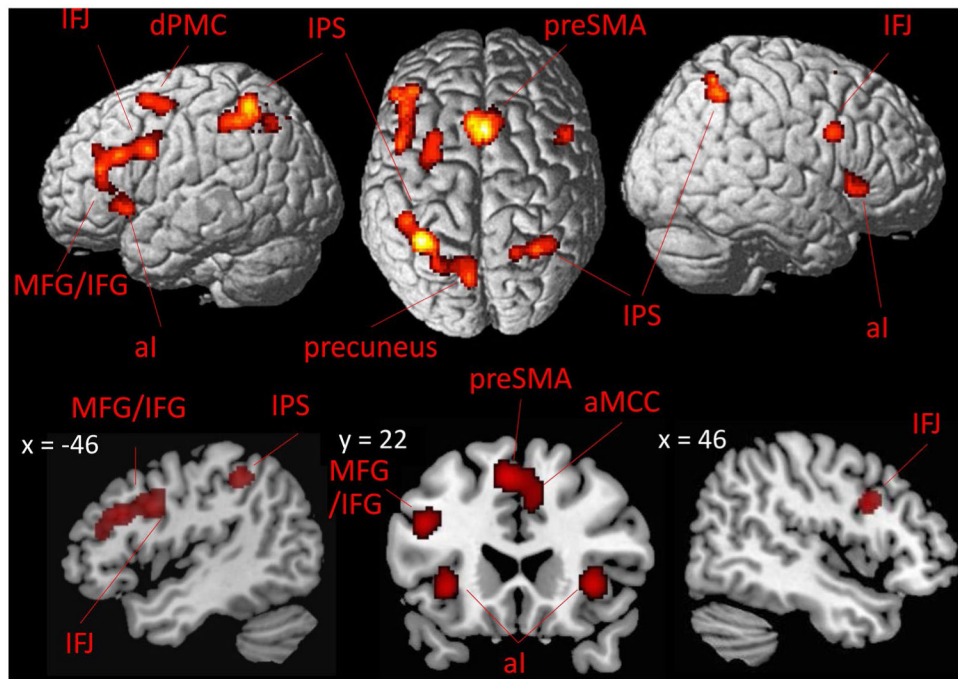 IFJ
dPMC
IPS
preSMA
IFJ
MFG/IFG
aI
precuneus
IPS
aI
MFG/IFG
IPS
preSMA
aMCC
IFJ
x = -46
y = 22
x = 46
MFG
/IFG
IFJ
aI